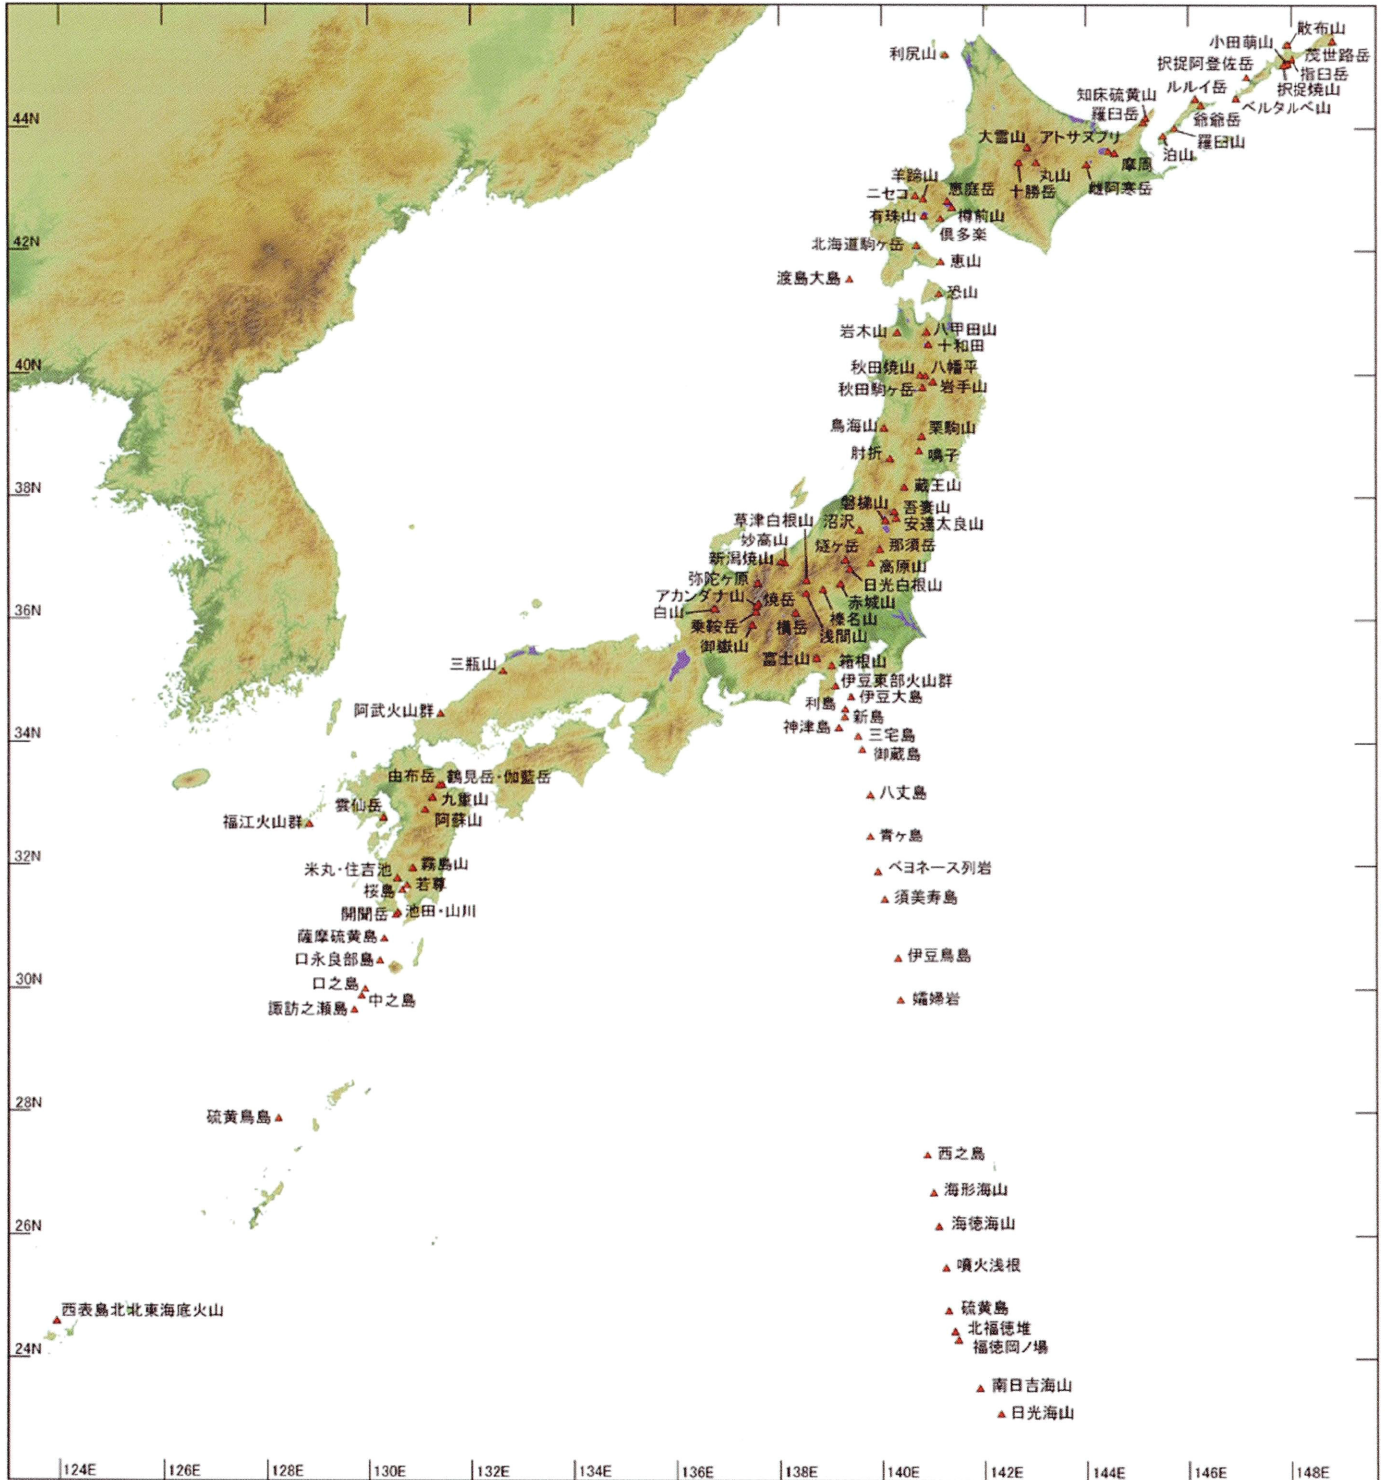 散布山
小田萌山
茂世路岳
利尻山
択捉阿登佐岳
指臼岳
択捉焼山
ルルイ岳
知床硫黄山
ベルタルベ山
羅臼岳
爺爺岳
44N
大雪山
アトサヌプリ
羅臼山
泊山
摩周
羊蹄山
丸山
ニセコ
恵庭岳
十勝岳
雌阿寒岳
有珠山
樽前山
倶多楽
42N
北海道駒ヶ岳
恵山
渡島大島
恐山
岩木山
八甲田山
十和田
40N
秋田焼山
八幡平
秋田駒ヶ岳
岩手山
鳥海山
栗駒山
肘折
鳴子
38N
蔵王山
磐梯山
吾妻山
草津白根山
沼沢
安達太良山
妙高山
燧ヶ岳
那須岳
新潟焼山
高原山
弥陀ヶ原
日光白根山
アカンダナ山
焼岳
赤城山
36N
白山
榛名山
乗鞍岳
横岳
浅間山
御嶽山
富士山
箱根山
三瓶山
伊豆東部火山群
伊豆大島
利島
阿武火山群
新島
34N
神津島
三宅島
御蔵島
由布岳
鶴見岳・伽藍岳
八丈島
九重山
雲仙岳
阿蘇山
福江火山群
青ヶ島
32N
霧島山
米丸・住吉池
ベヨネース列岩
若尊
桜島
須美寿島
開聞岳
池田・山川
薩摩硫黄島
口永良部島
伊豆鳥島
30N
口之島
中之島
孀婦岩
諏訪之瀬島
28N
硫黄鳥島
西之島
海形海山
26N
海徳海山
噴火浅根
西表島北北東海底火山
硫黄島
北福徳堆
24N
福徳岡ノ場
南日吉海山
日光海山
124E
126E
128E
130E
132E
134E
136E
138E
140E
142E
144E
146E
148E